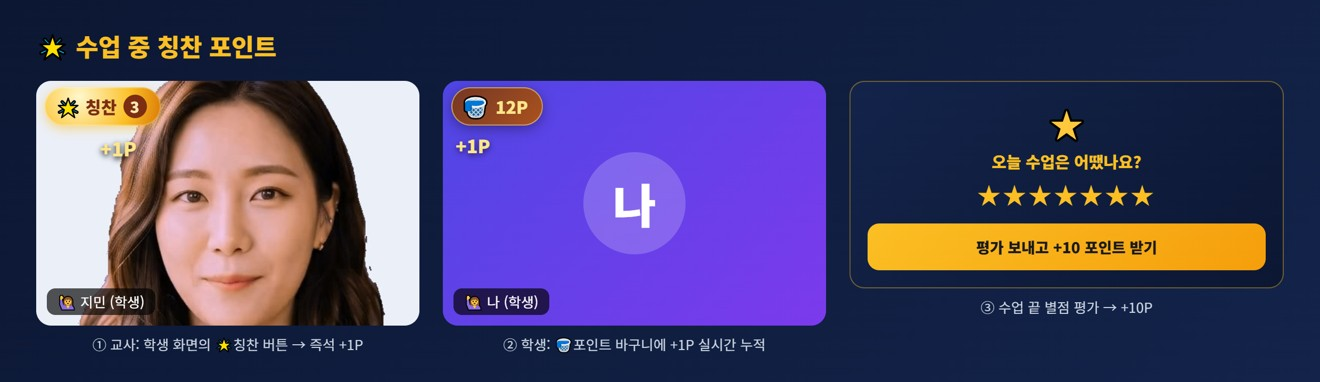 수업 중 칭찬 포인트
칭찬 3
+1P
지민 (학생)
① 교사: 학생 화면의 ⭐ 칭찬 버튼 → 즉석 +1P
12P
+1P
나
나 (학생)
② 학생: 🗑️ 포인트 바구니에 +1P 실시간 누적
오늘 수업은 어땠나요?
★★★★★★★
평가 보내고 +10 포인트 받기
③ 수업 끝 별점 평가 → +10P